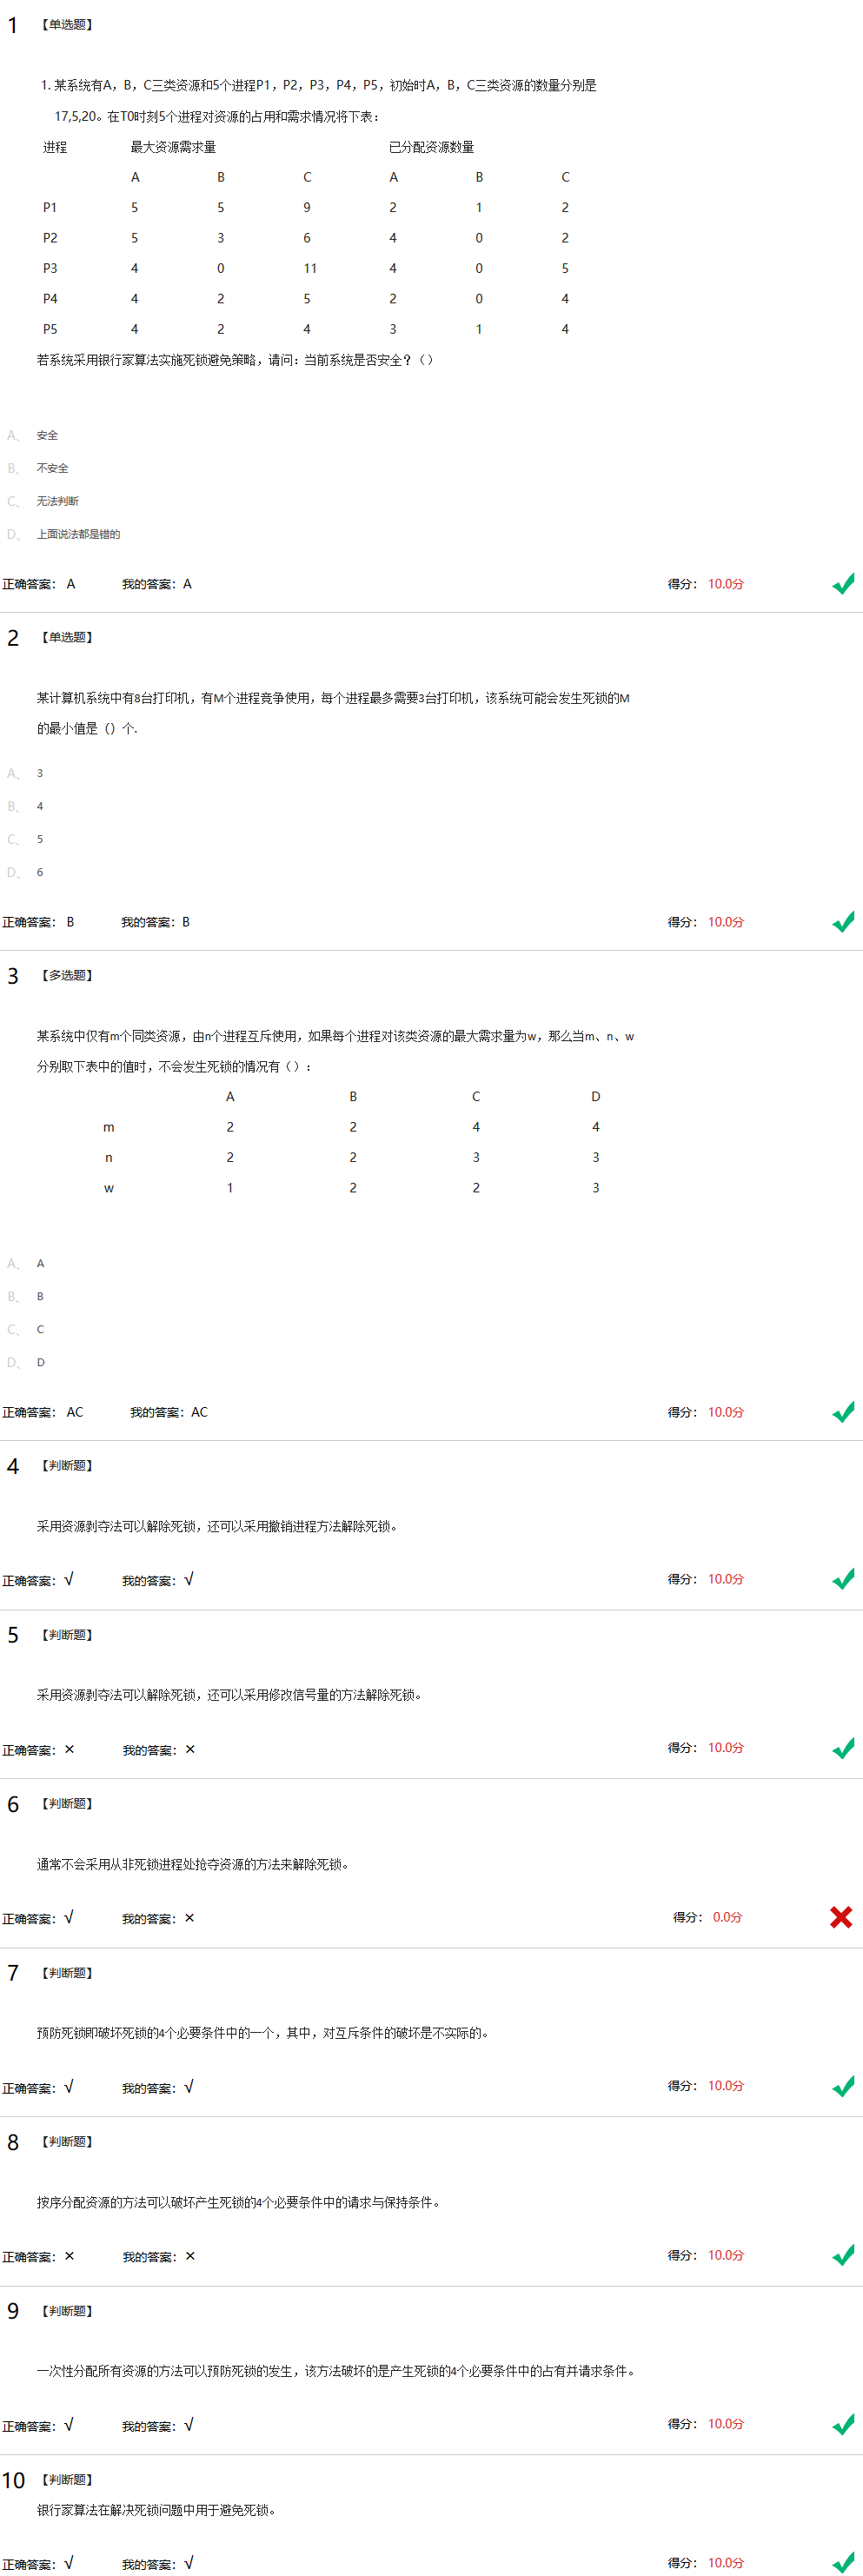 1 【单选题】
1. 某系统有A，B，C三类资源和5个进程P1，P2，P3，P4，P5，初始时A，B，C三类资源的数量分别是
17,5,20。在T0时刻5个进程对资源的占用和需求情况将下表：
进程 最大资源需求量 已分配资源数量
A B C A B C
P1 5 5 9 2 1 2
P2 5 3 6 4 0 2
P3 4 0 11 4 0 5
P4 4 2 5 2 0 4
P5 4 2 4 3 1 4
若系统采用银行家算法实施死锁避免策略，请问：当前系统是否安全？（）
A、 安全
B、 不安全
C、 无法判断
D、 上面说法都是错的
正确答案： A 我的答案：A 得分： 10.0分
2 【单选题】
某计算机系统中有8台打印机，有M个进程竞争使用，每个进程最多需要3台打印机，该系统可能会发生死锁的M
的最小值是（）个.
A、 3
B、 4
C、 5
D、 6
正确答案： B 我的答案：B 得分： 10.0分
3 【多选题】
某系统中仅有m个同类资源，由n个进程互斥使用，如果每个进程对该类资源的最大需求量为w，那么当m、n、w
分别取下表中的值时，不会发生死锁的情况有（）：
A B C D
m 2 2 4 4
n 2 2 3 3
w 1 2 2 3
A、 A
B、 B
C、 C
D、 D
正确答案： AC 我的答案：AC 得分： 10.0分
4 【判断题】
采用资源剥夺法可以解除死锁，还可以采用撤销进程方法解除死锁。
正确答案：√ 我的答案：√ 得分： 10.0分
5 【判断题】
采用资源剥夺法可以解除死锁，还可以采用修改信号量的方法解除死锁。
正确答案：× 我的答案：× 得分： 10.0分
6 【判断题】
通常不会采用从非死锁进程处抢夺资源的方法来解除死锁。
正确答案：√ 我的答案：× 得分： 0.0分
7 【判断题】
预防死锁即破坏死锁的4个必要条件中的一个，其中，对互斥条件的破坏是不实际的。
正确答案：√ 我的答案：√ 得分： 10.0分
8 【判断题】
按序分配资源的方法可以破坏产生死锁的4个必要条件中的请求与保持条件。
正确答案：× 我的答案：× 得分： 10.0分
9 【判断题】
一次性分配所有资源的方法可以预防死锁的发生，该方法破坏的是产生死锁的4个必要条件中的占有并请求条件。
正确答案：√ 我的答案：√ 得分： 10.0分
10 【判断题】
银行家算法在解决死锁问题中用于避免死锁。
正确答案：√ 我的答案：√ 得分： 10.0分